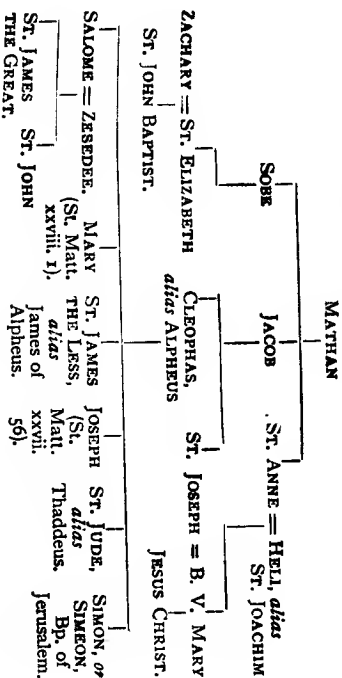 MATHAN
SOBE
JACOB
St. ANNE = HELI, alias
St. JOACHIM
ZACHARY = St. ELIZABETH
St. JOHN BAPTIST.
CLEOPHAS,
alias ALPHEUS
St. JOSEPH = B. V. MARY
JESUS CHRIST.
SALOME = ZEBEDEE.
St. JAMES
THE GREAT.
St. JOHN
MARY
(St. Matt.
xxviii. 1).
St. JAMES
THE LESS,
alias
James of
Alpheus.
JOSEPH
(St.
Matt.
xxvii.
56).
St. JUDE,
alias
Thaddeus.
SIMON, or
SIMEON,
Bp. of
Jerusalem.